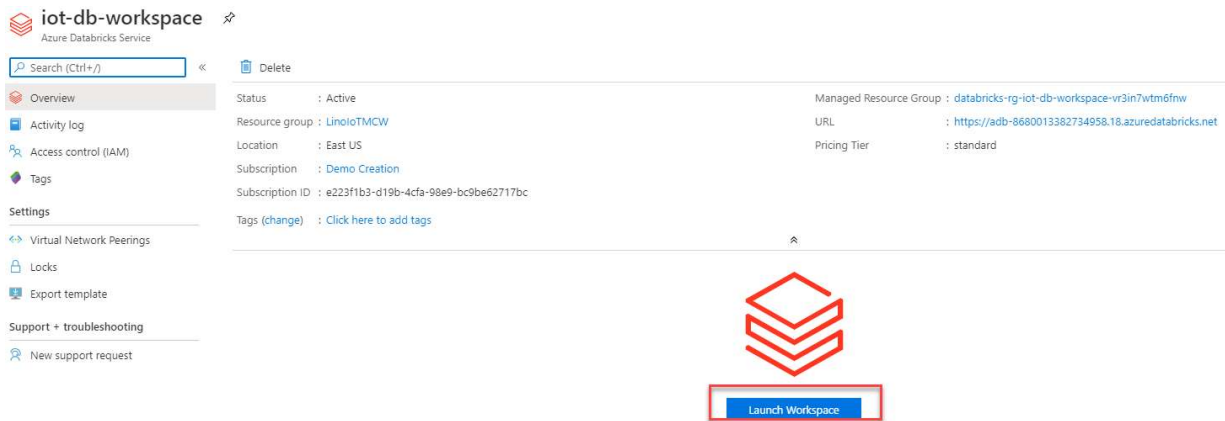 iot-db-workspace
Azure Databricks Service
Search (Ctrl+/)
«
Delete
Overview
Activity log
Access control (IAM)
Tags
Settings
Virtual Network Peerings
Locks
Export template
Support + troubleshooting
New support request
Status : Active
Resource group : LinoIoTMCW
Location : East US
Subscription : Demo Creation
Subscription ID : e223f1b3-d19b-4cfa-98e9-bc9be62717bc
Tags (change) : Click here to add tags
Managed Resource Group : databricks-rg-iot-db-workspace-vr3in7wtm6fnw
URL : https://adb-8680013382734958.18.azuredatabricks.net
Pricing Tier : standard
Launch Workspace